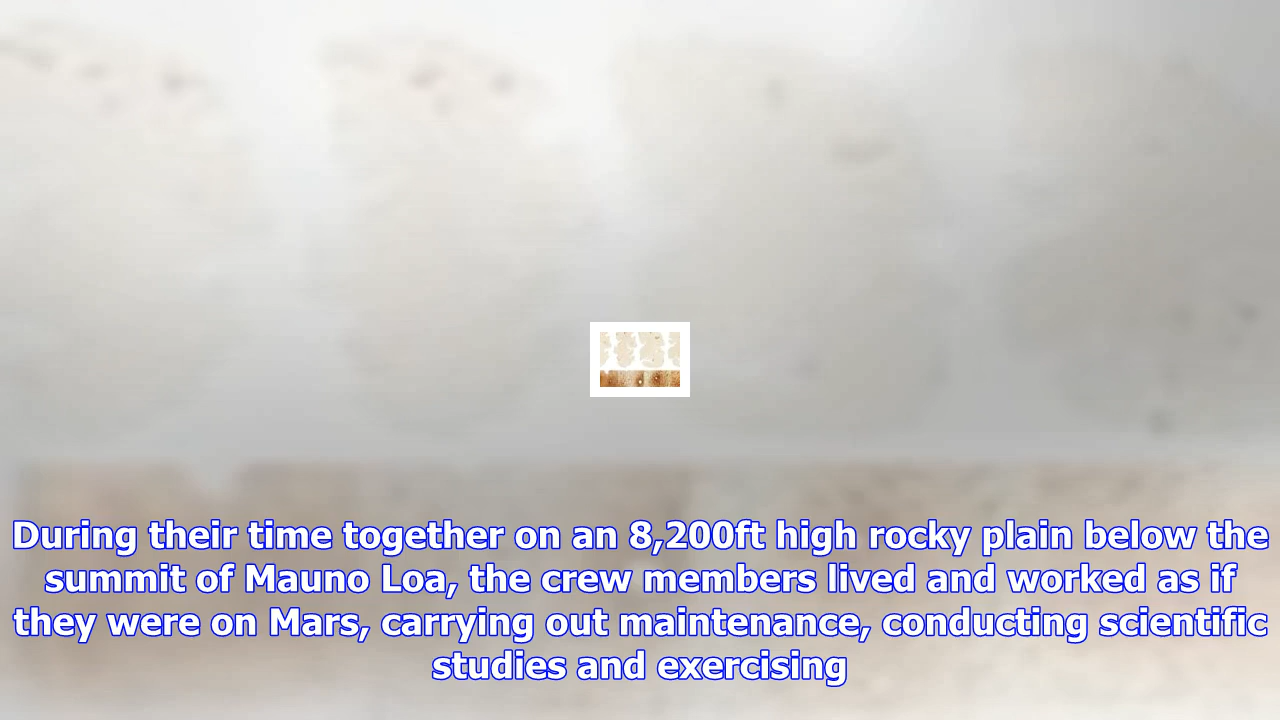 During their time together on an 8,200ft high rocky plain below the
summit of Mauno Loa, the crew members lived and worked as if
they were on Mars, carrying out maintenance, conducting scientific
studies and exercising